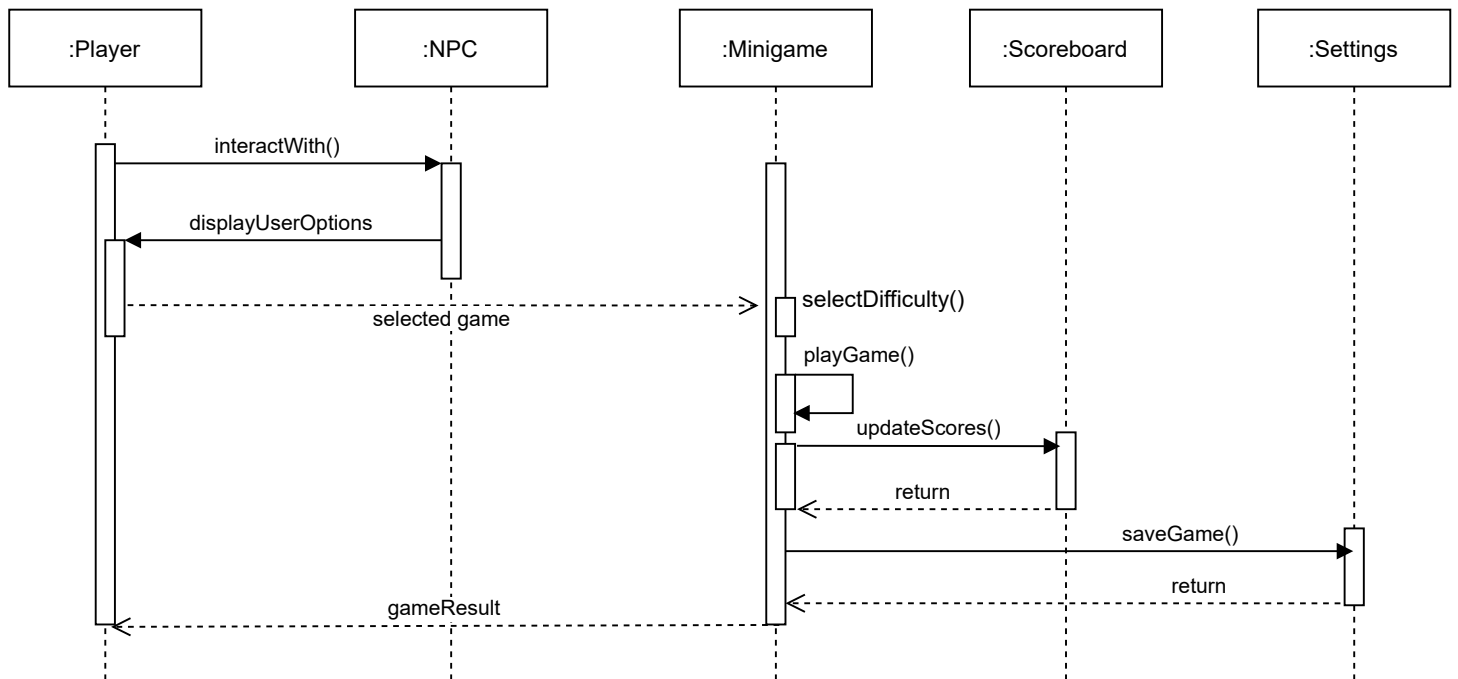 :Player
:NPC
:Minigame
:Scoreboard
:Settings
interactWith()
displayUserOptions
selectDifficulty()
selected game
playGame()
updateScores()
return
saveGame()
return
gameResult